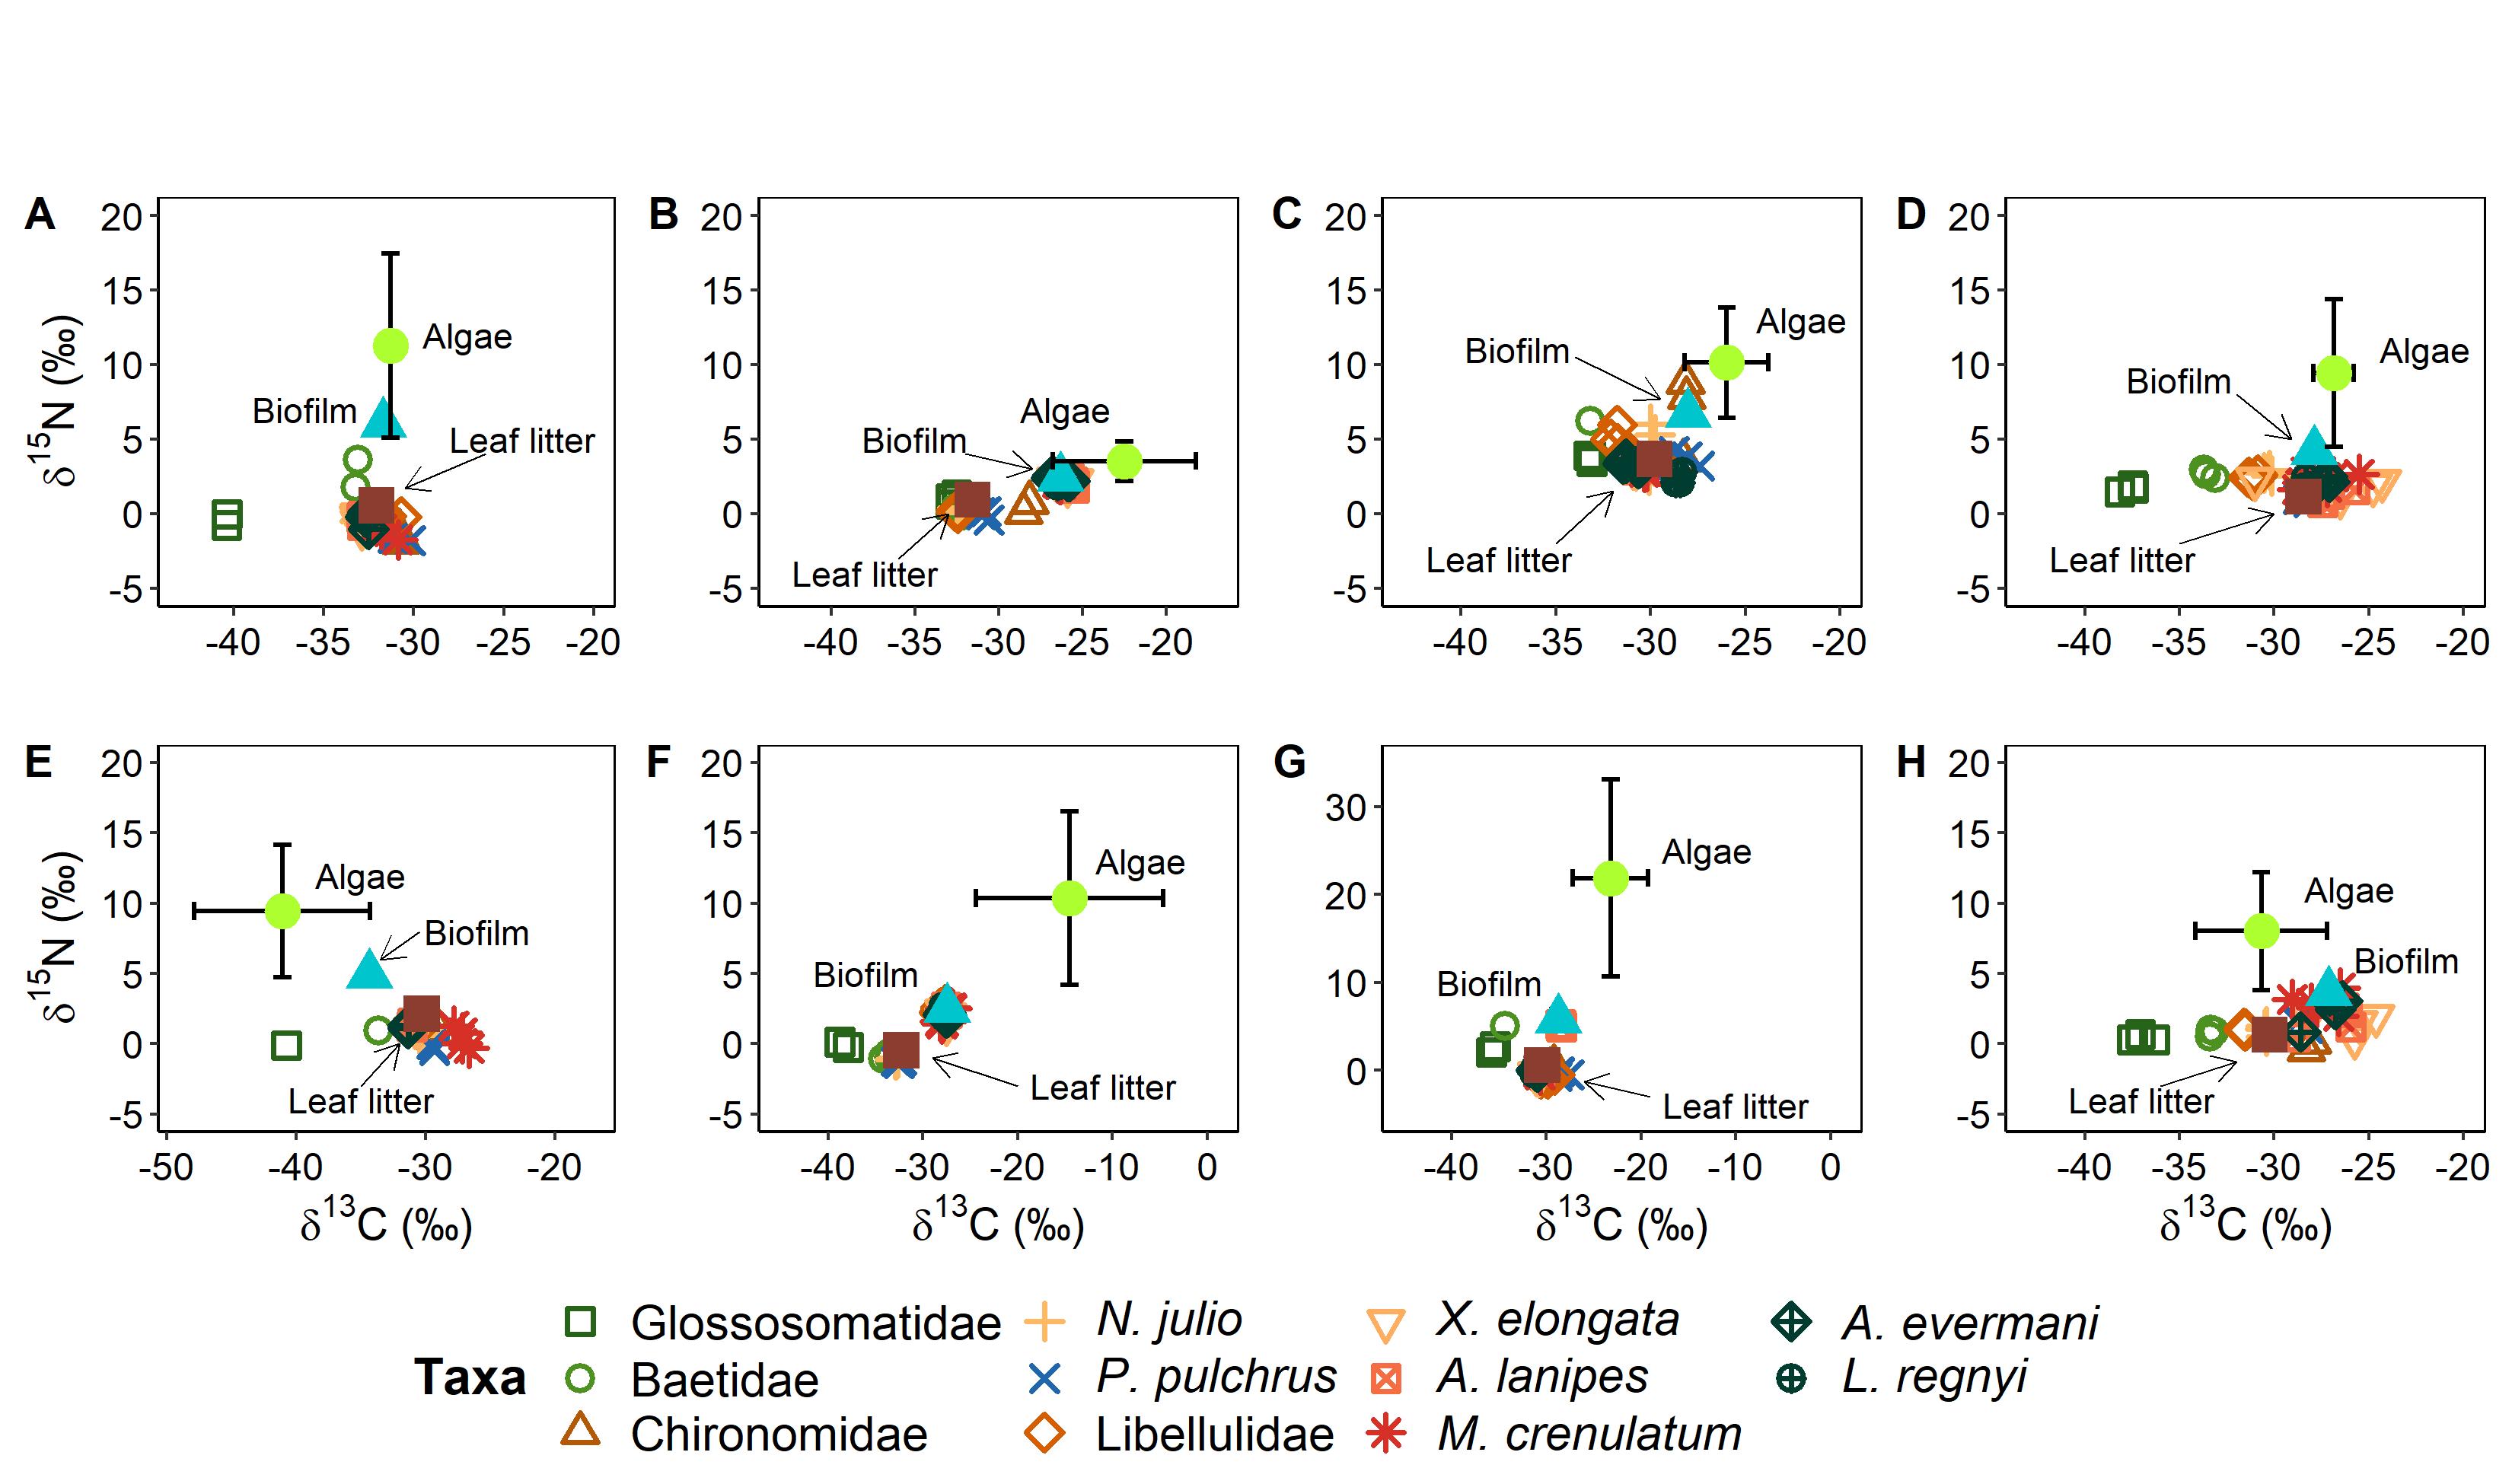 A
B
C
D
20 20 20 20
15 15 15 15
10 10 10 10
5 5 5 5
0 0 0 0
-5 -5 -5 -5
δ15N (‰)
Algae
Biofilm
Leaf litter
Algae
Biofilm
Leaf litter
Algae
Biofilm
Leaf litter
Algae
Biofilm
Leaf litter
-40 -35 -30 -25 -20
-40 -35 -30 -25 -20
-40 -35 -30 -25 -20
-40 -35 -30 -25 -20
E
F
G
H
20 20 30 20
15 15 20 15
10 10 10 10
5 5 0 5
0 0 0
-5 -5 -5
δ15N (‰)
Algae
Biofilm
Leaf litter
Algae
Biofilm
Leaf litter
Algae
Biofilm
Leaf litter
Algae
Biofilm
Leaf litter
-50 -40 -30 -20
-40 -30 -20 -10 0
-40 -30 -20 -10 0
-40 -35 -30 -25 -20
δ13C (‰) δ13C (‰) δ13C (‰) δ13C (‰)
Taxa
Glossosomatidae N. julio X. elongata A. evermani
Baetidae P. pulchrus A. lanipes L. regnyi
Chironomidae Libellulidae M. crenulatum